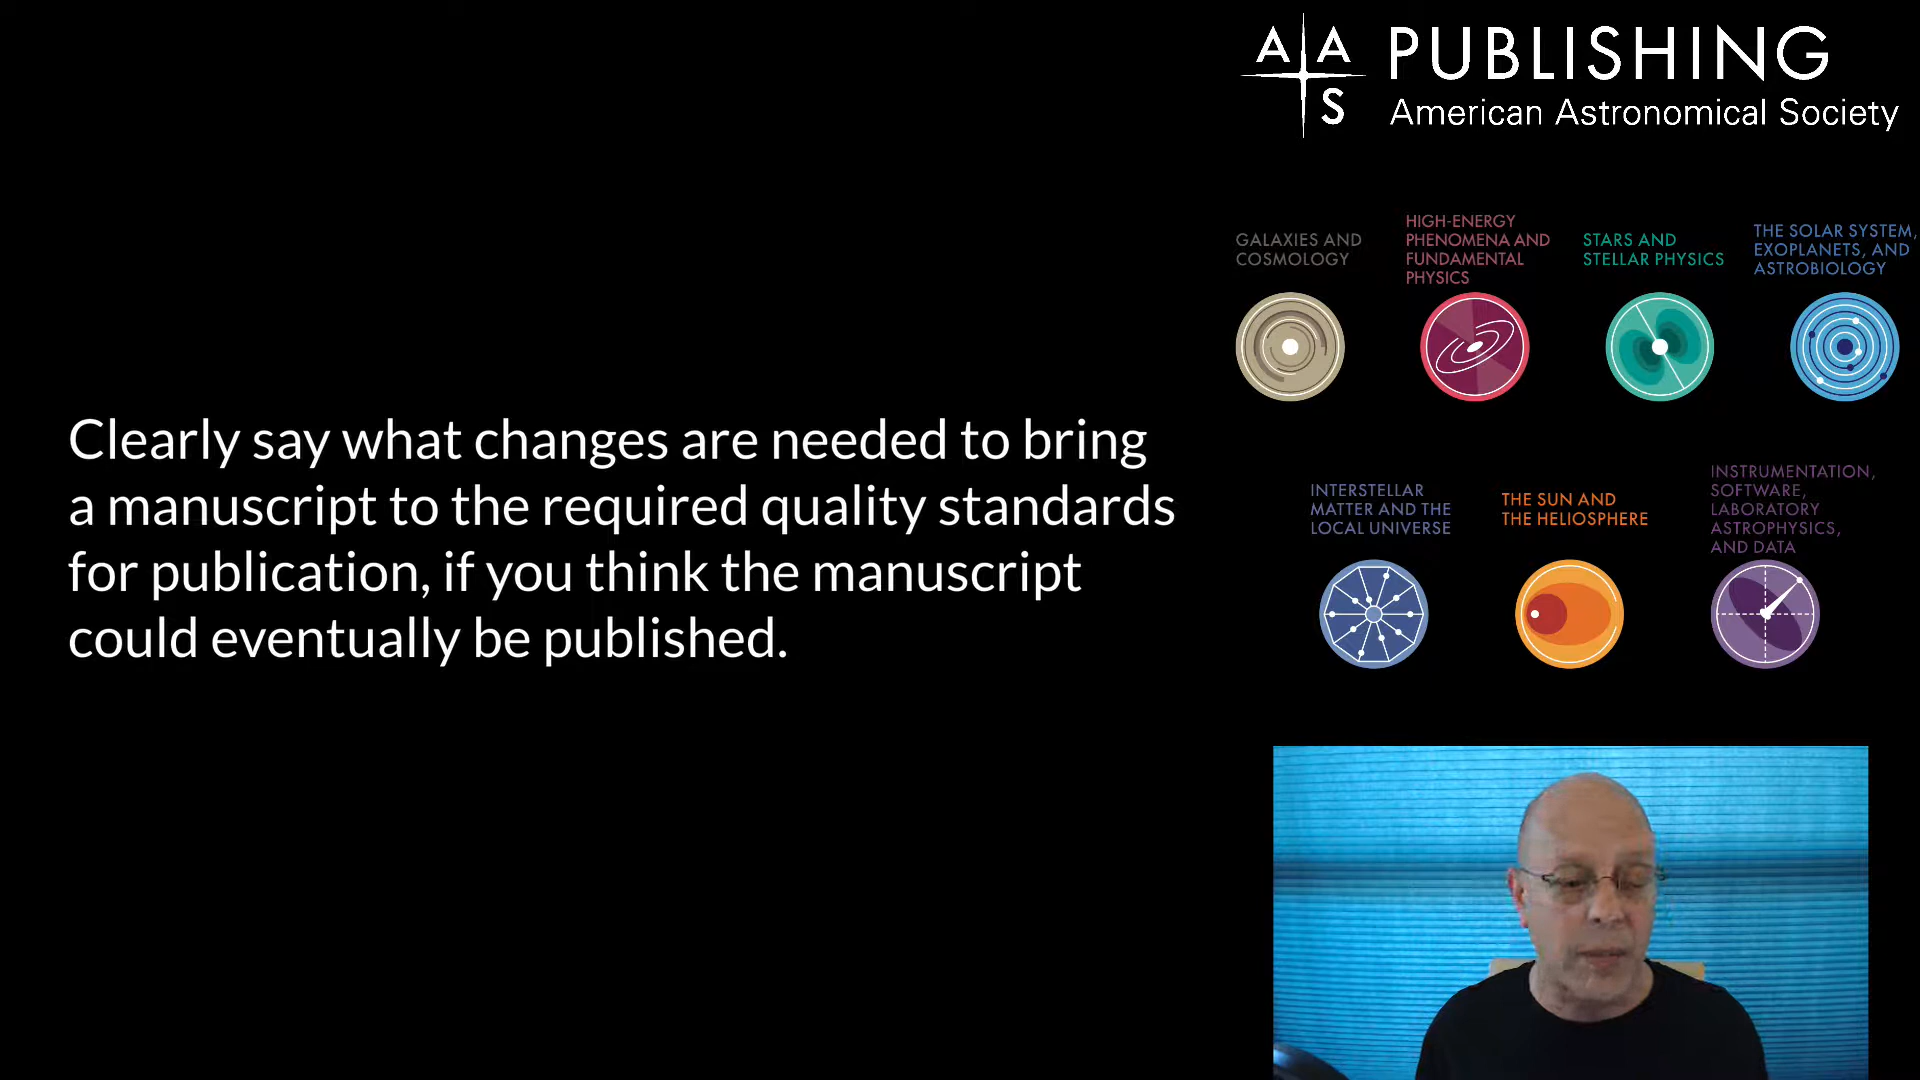 A A
S
PUBLISHING
American Astronomical Society
GALAXIES AND
COSMOLOGY
HIGH-ENERGY
PHENOMENA AND
FUNDAMENTAL
PHYSICS
STARS AND
STELLAR PHYSICS
THE SOLAR SYSTEM,
EXOPLANETS, AND
ASTROBIOLOGY
Clearly say what changes are needed to bring
a manuscript to the required quality standards
for publication, if you think the manuscript
could eventually be published.
INTERSTELLAR
MATTER AND THE
LOCAL UNIVERSE
THE SUN AND
THE HELIOSPHERE
INSTRUMENTATION,
SOFTWARE,
LABORATORY
ASTROPHYSICS,
AND DATA